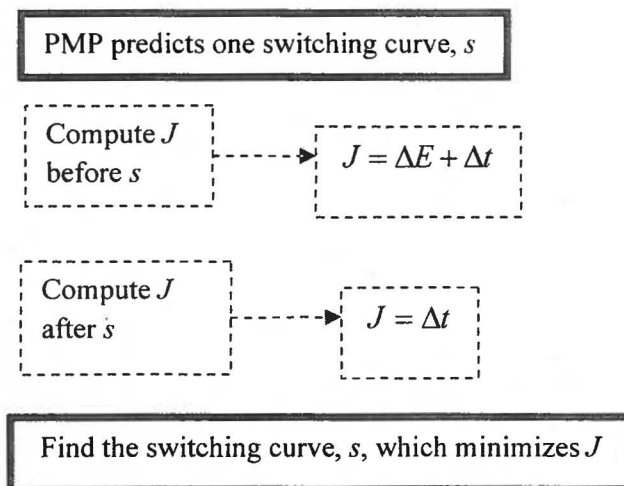 PMP predicts one switching curve, s
Compute J
before s
J = ΔE + Δt
Compute J
after s
J = Δt
Find the switching curve, s, which minimizes J